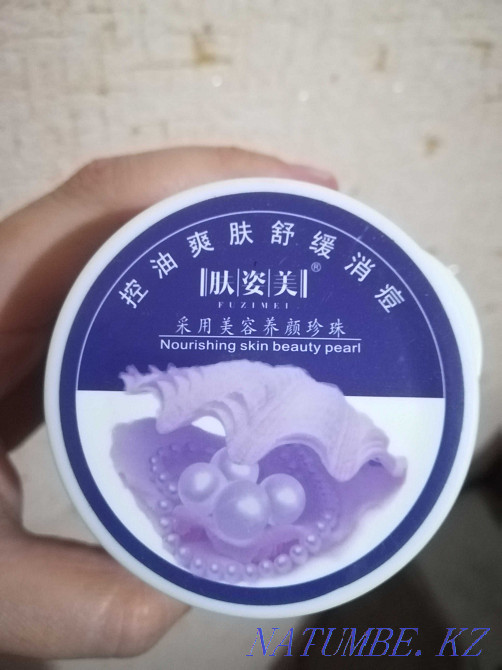 控油爽肤舒缓消痘
肤姿美®
FUZIMEI
采用美容养颜珍珠
Nourishing skin beauty pearl
NATUMBE. KZ